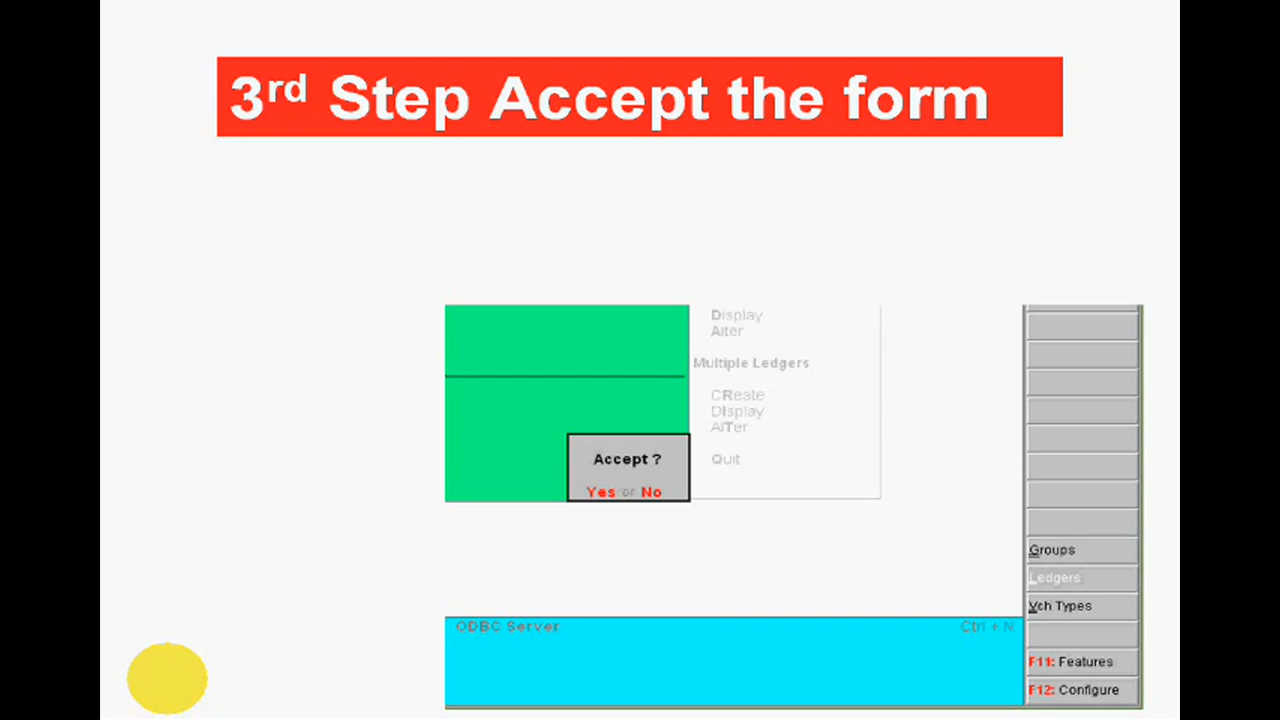 3rd Step Accept the form
Display
Alter
Multiple Ledgers
CReate
DIsplay
AlTer
Quit
Accept ?
Yes or No
Groups
Ledgers
Vch Types
ODBC Server
Ctrl + N
F11: Features
F12: Configure